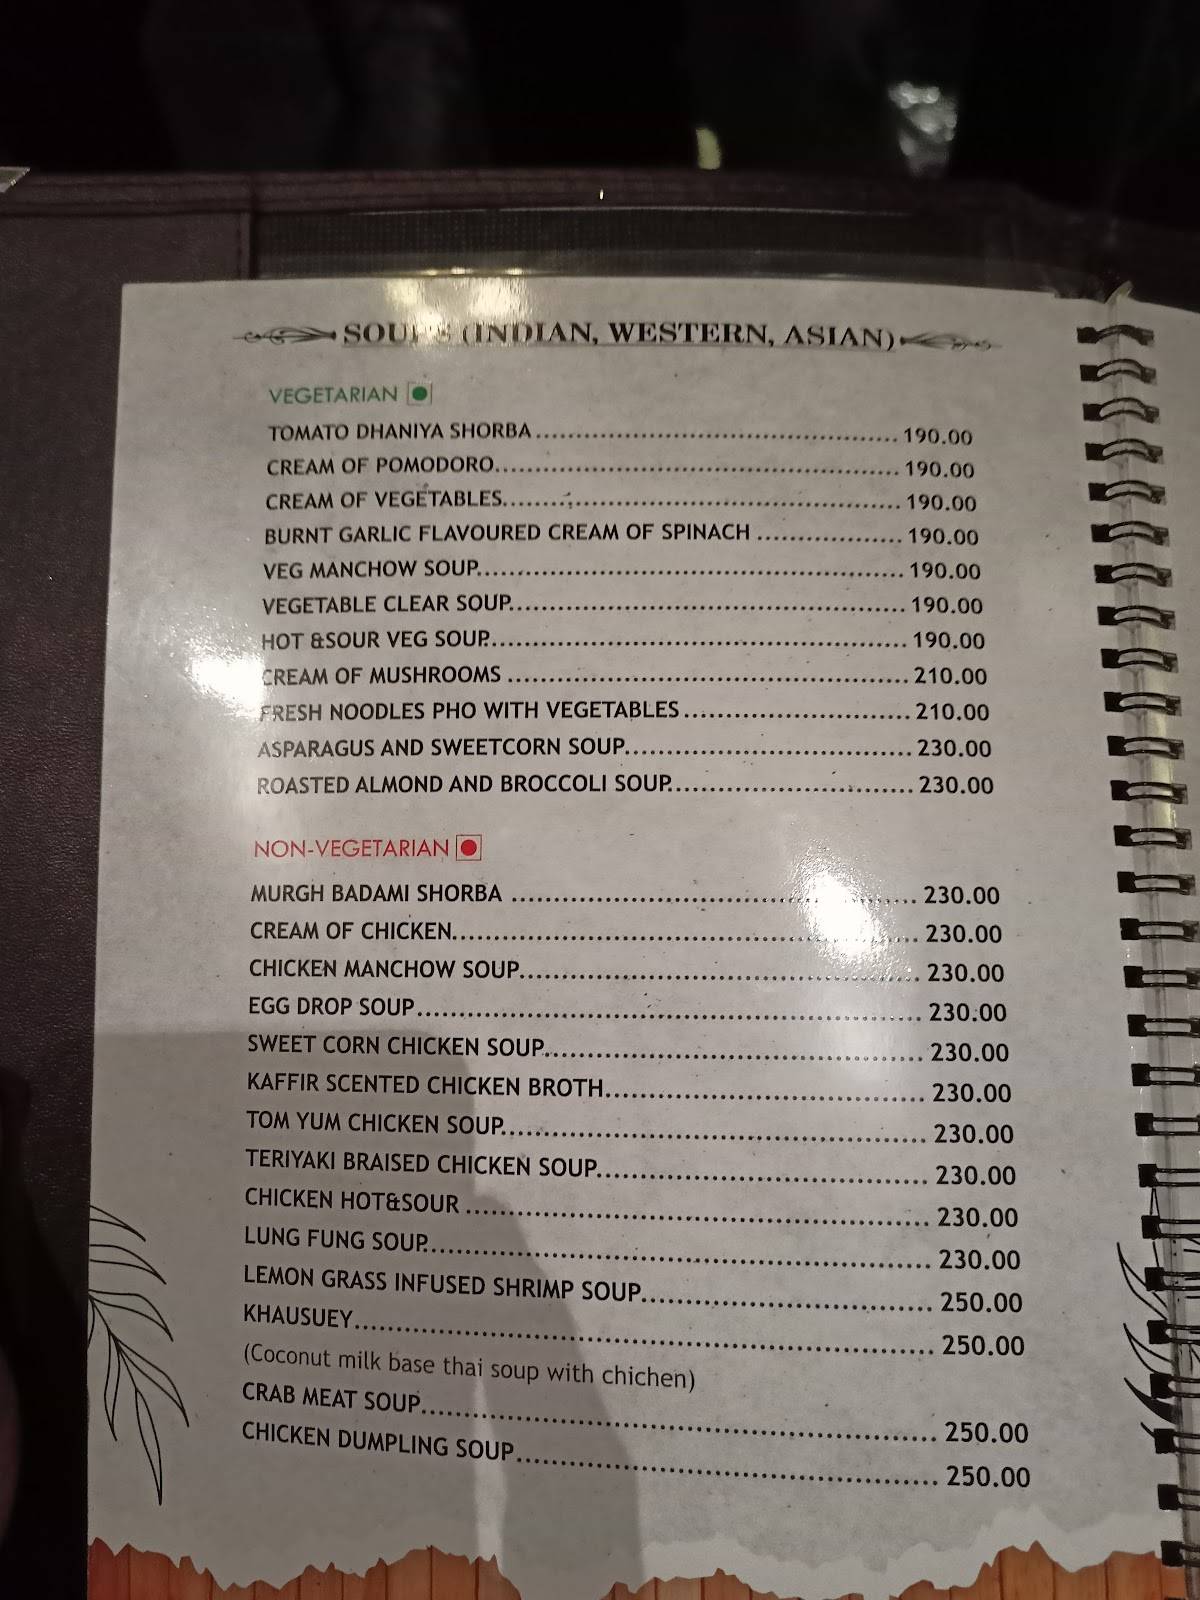 SOUPS (INDIAN, WESTERN, ASIAN)
VEGETARIAN
TOMATO DHANIYA SHORBA............................................. 190.00
CREAM OF POMODORO.................................................. 190.00
CREAM OF VEGETABLES................................................. 190.00
BURNT GARLIC FLAVOURED CREAM OF SPINACH .................. 190.00
VEG MANCHOW SOUP..................................................... 190.00
VEGETABLE CLEAR SOUP................................................. 190.00
HOT &SOUR VEG SOUP.................................................... 190.00
CREAM OF MUSHROOMS .................................................. 210.00
FRESH NOODLES PHO WITH VEGETABLES............................ 210.00
ASPARAGUS AND SWEETCORN SOUP................................... 230.00
ROASTED ALMOND AND BROCCOLI SOUP.............................. 230.00
NON-VEGETARIAN
MURGH BADAMI SHORBA .................................................. 230.00
CREAM OF CHICKEN......................................................... 230.00
CHICKEN MANCHOW SOUP................................................. 230.00
EGG DROP SOUP.............................................................. 230.00
SWEET CORN CHICKEN SOUP.............................................. 230.00
KAFFIR SCENTED CHICKEN BROTH....................................... 230.00
TOM YUM CHICKEN SOUP.................................................... 230.00
TERIYAKI BRAISED CHICKEN SOUP........................................ 230.00
CHICKEN HOT&SOUR ......................................................... 230.00
LUNG FUNG SOUP.............................................................. 230.00
LEMON GRASS INFUSED SHRIMP SOUP................................... 250.00
KHAUSUEY....................................................................... 250.00
(Coconut milk base thai soup with chichen)
CRAB MEAT SOUP............................................................... 250.00
CHICKEN DUMPLING SOUP................................................... 250.00